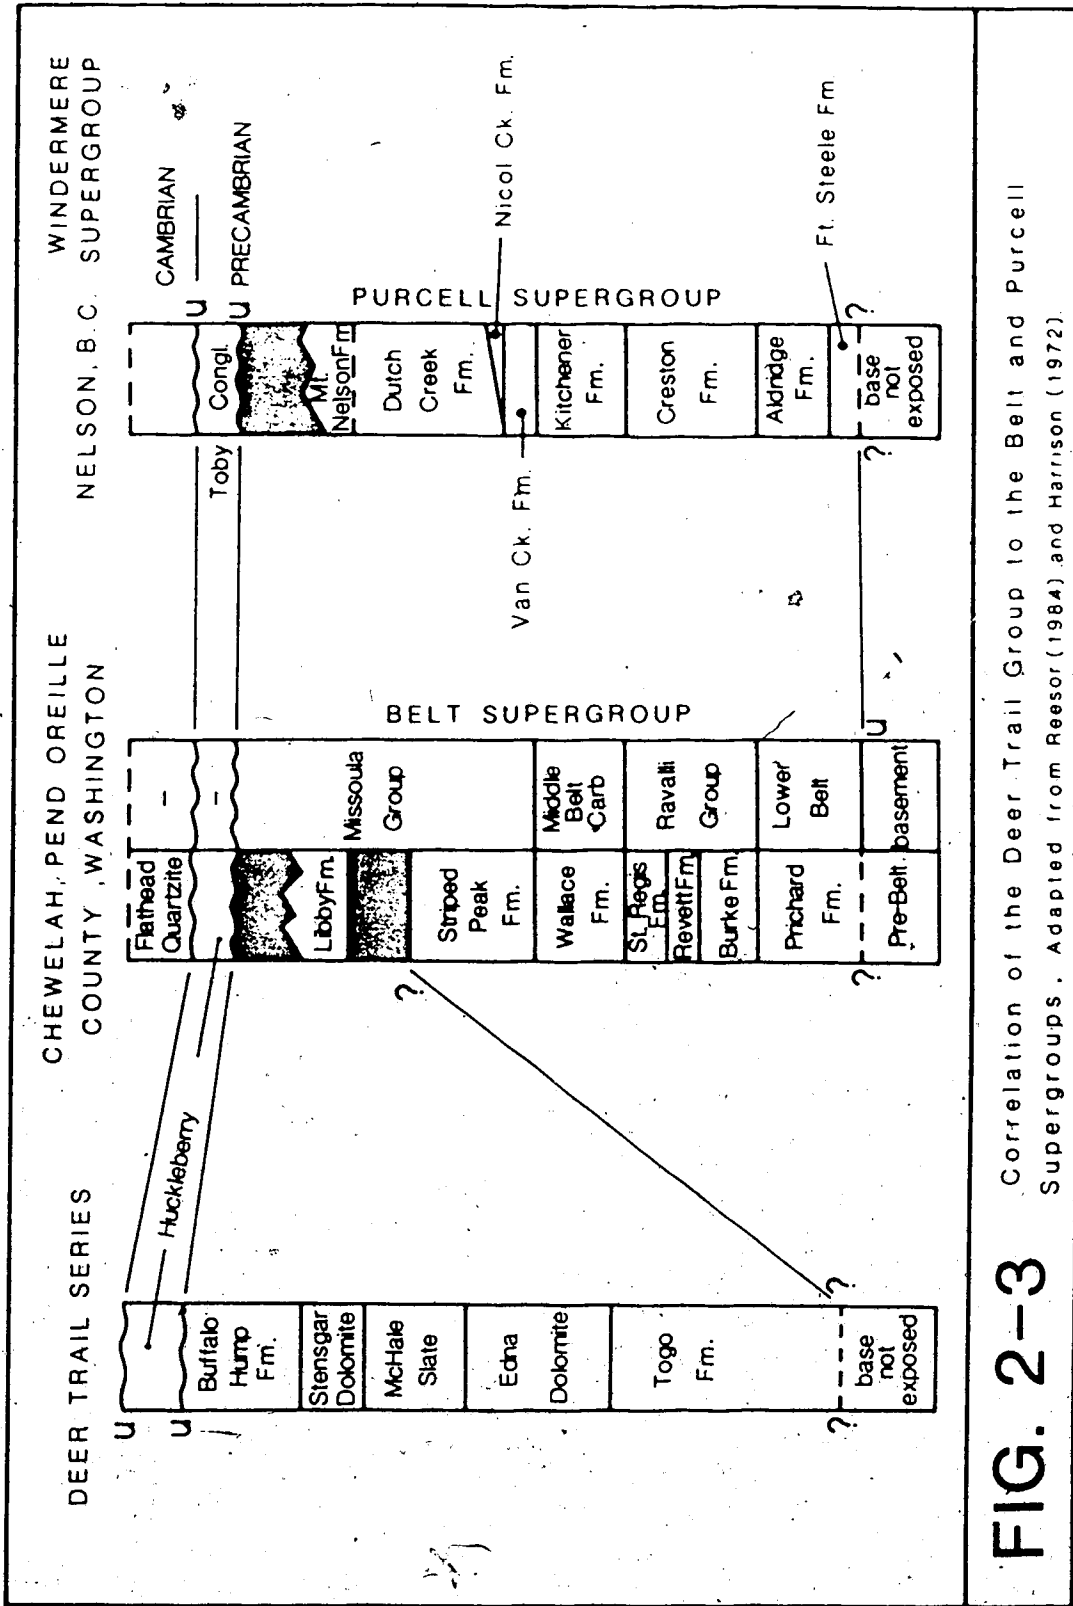 DEER TRAIL SERIES
U
U
Huckleberry
Buffalo
Hump
Fm.
Stensgar
Dolomite
McHale
Slate
Edna
Dolomite
Togo
Fm.
?
?
base
not
exposed
CHEWELAH, PEND OREILLE
COUNTY, WASHINGTON
Flathead
Quartzite
–
–
Libby Fm.
Missoula
Group
?
Striped
Peak
Fm.
Wallace
Fm.
Middle
Belt
Carb
St. Regis
Fm.
Revett Fm.
Burke Fm.
Ravalli
Group
Prichard
Fm.
Lower
Belt
?
U
Pre-Belt
basement
BELT SUPERGROUP
NELSON, B.C.
WINDERMERE
SUPERGROUP
CAMBRIAN
PRECAMBRIAN
U
U
Toby
Congl.
Mt.
Nelson Fm.
Dutch
Creek
Fm.
Nicol Ck. Fm.
Van Ck. Fm.
Kitchener
Fm.
Creston
Fm.
Aldridge
Fm.
Ft. Steele Fm
?
?
base
not
exposed
PURCELL SUPERGROUP
FIG. 2-3
Correlation of the Deer Trail Group to the Belt and Purcell
Supergroups. Adapted from Reesor (1984) and Harrison (1972).